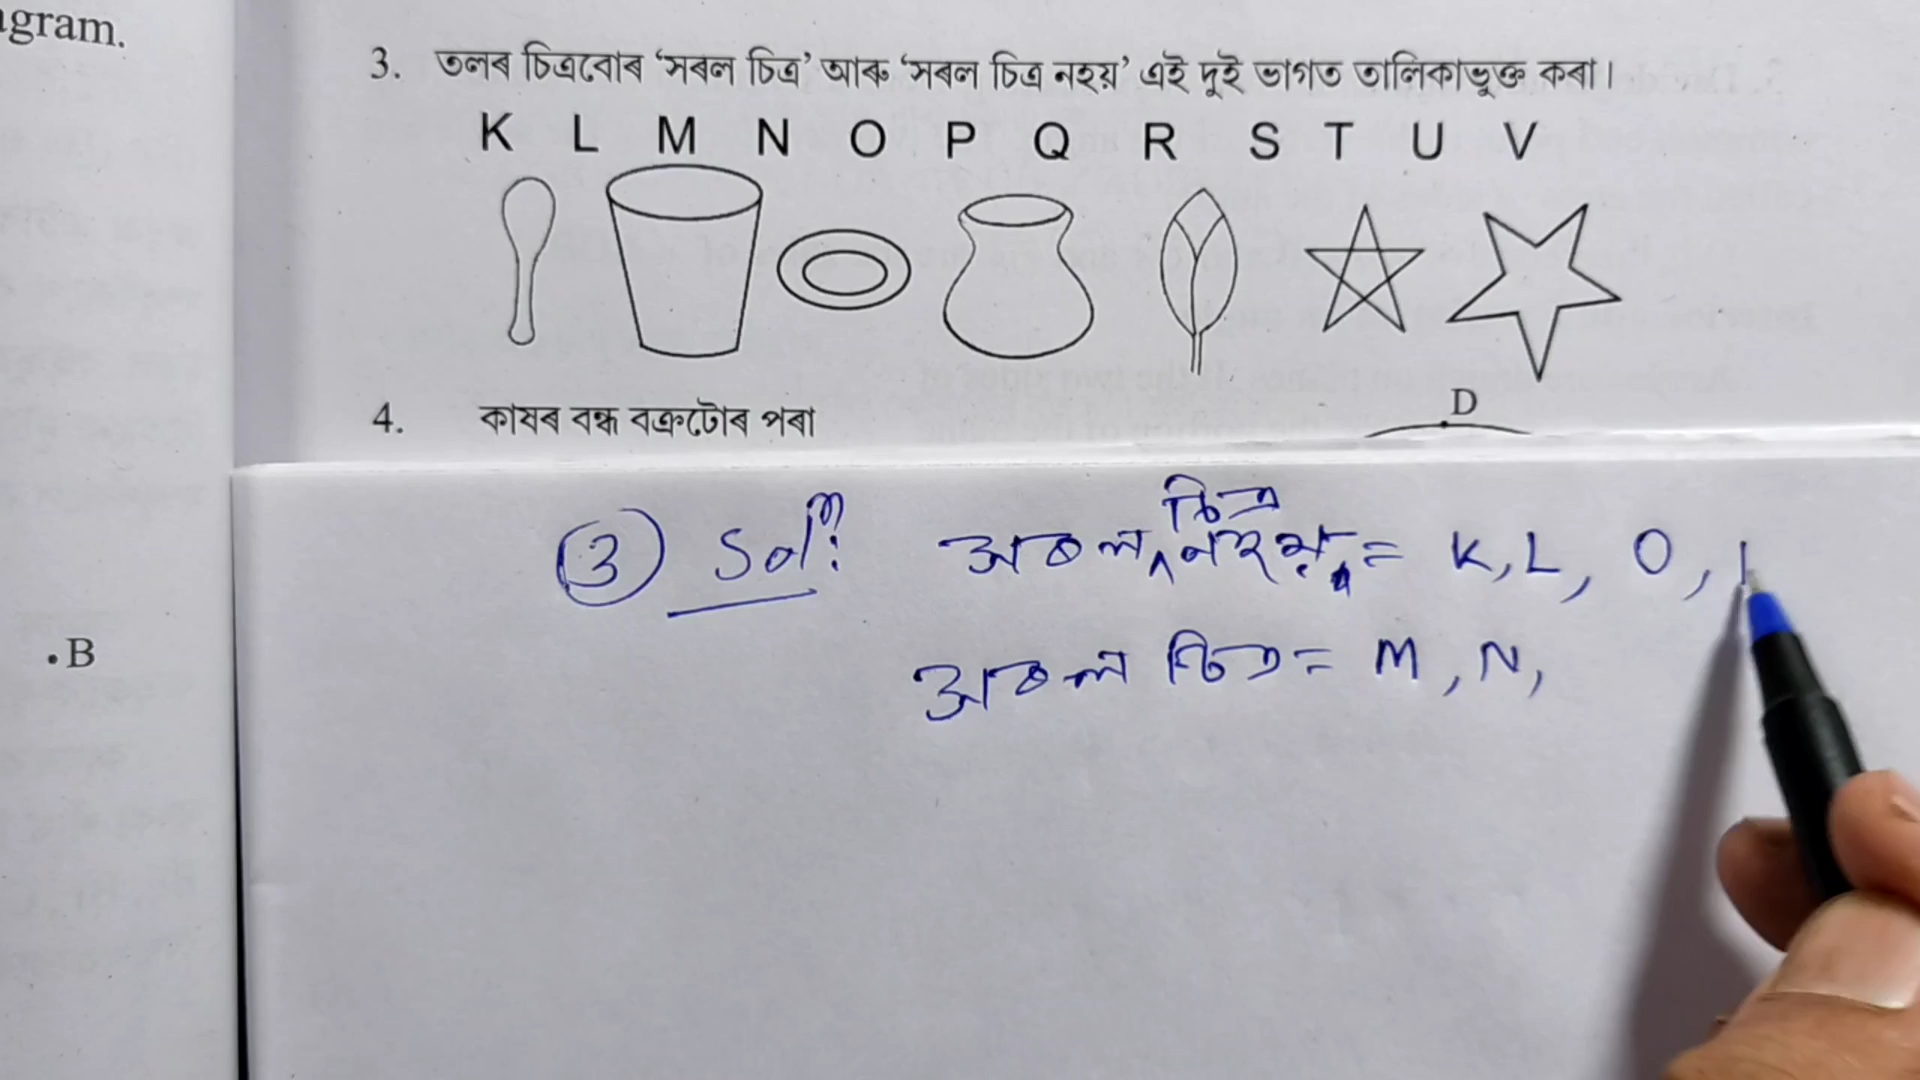 agram.
3. তলৰ চিত্ৰবোৰ ‘সৰল চিত্ৰ’ আৰু ‘সৰল চিত্ৰ নহয়’ এই দুই ভাগত তালিকাভুক্ত কৰা।
K L M N O P Q R S T U V
4. কাষৰ বন্ধ বক্ৰটোৰ পৰা
D
3 Solⁿ: সৰল চিত্ৰ নহয় = K, L, O,
সৰল চিত্ৰ = M, N,
.B